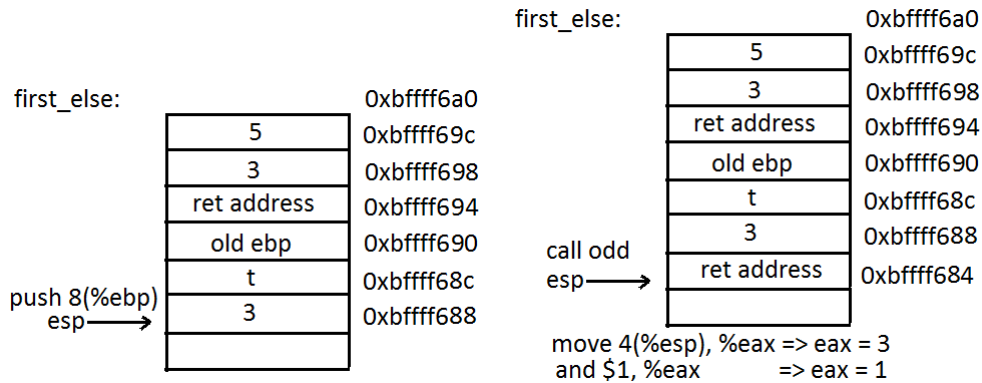 first_else:
0xbffff6a0
5
0xbffff69c
3
0xbffff698
ret address
0xbffff694
old ebp
0xbffff690
t
0xbffff68c
push 8(%ebp)
esp
3
0xbffff688
first_else:
0xbffff6a0
5
0xbffff69c
3
0xbffff698
ret address
0xbffff694
old ebp
0xbffff690
t
0xbffff68c
3
0xbffff688
call odd
esp
ret address
0xbffff684
move 4(%esp), %eax => eax = 3
and $1, %eax => eax = 1